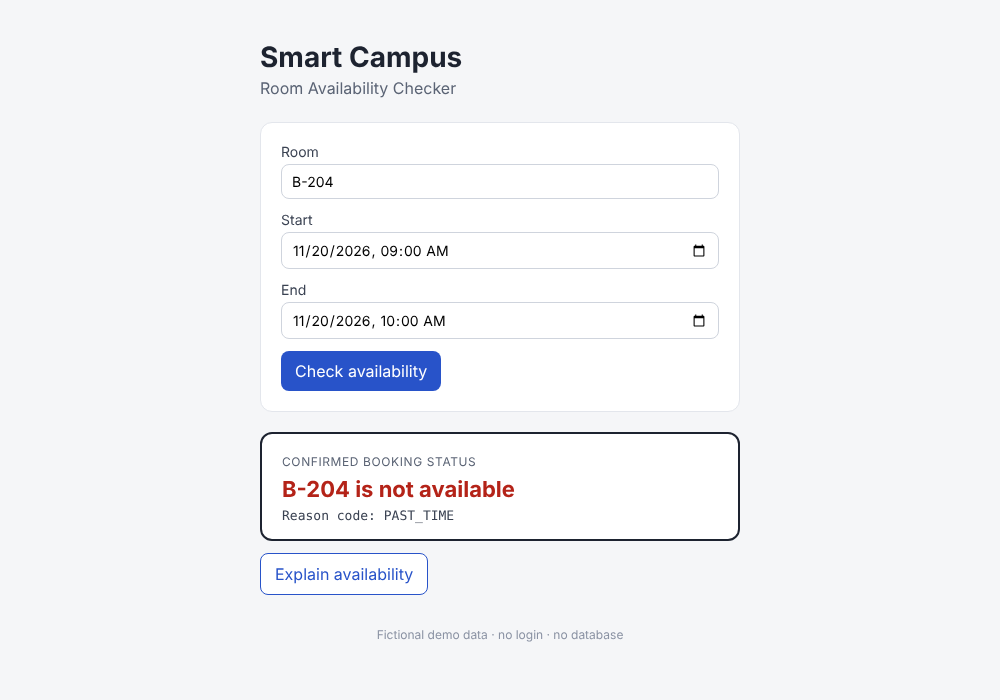 Smart Campus
Room Availability Checker
Room
B-204
Start
11/20/2026, 09:00 AM
End
11/20/2026, 10:00 AM
Check availability
CONFIRMED BOOKING STATUS
B-204 is not available
Reason code: PAST_TIME
Explain availability
Fictional demo data · no login · no database